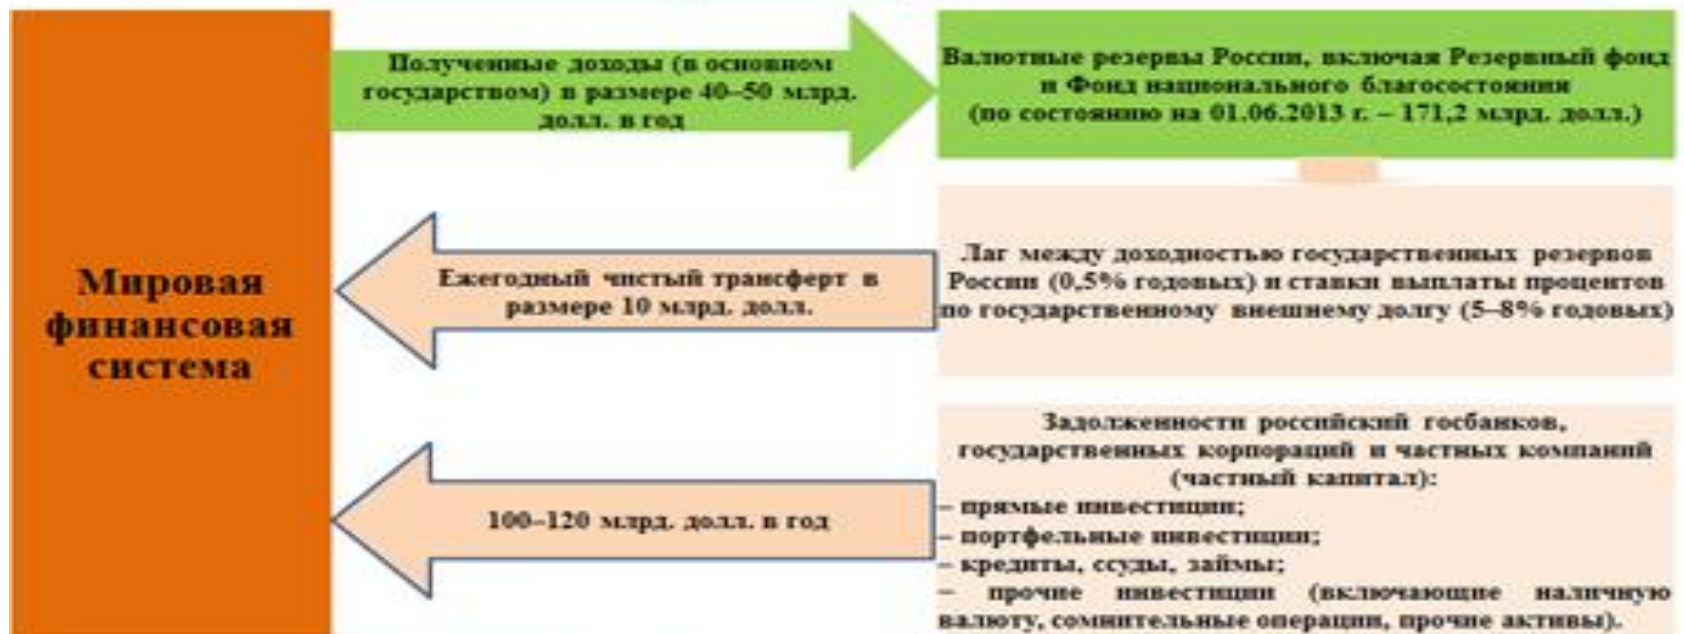 Мировая
финансовая
система
Полученные доходы (в основном
государством) в размере 40–50 млрд.
долл. в год
Валютные резервы России, включая Резервный фонд
и Фонд национального благосостояния
(по состоянию на 01.06.2013 г. – 171,2 млрд. долл.)
Ежегодный чистый трансферт в
размере 10 млрд. долл.
Лаг между доходностью государственных резервов
России (0,5% годовых) и ставки выплаты процентов
по государственному внешнему долгу (5–8% годовых)
100–120 млрд. долл. в год
Задолженности российский госбанков,
государственных корпораций и частных компаний
(частный капитал):
– прямые инвестиции;
– портфельные инвестиции;
– кредиты, ссуды, займы;
– прочие инвестиции (включающие наличную
валюту, сомнительные операции, прочие активы).